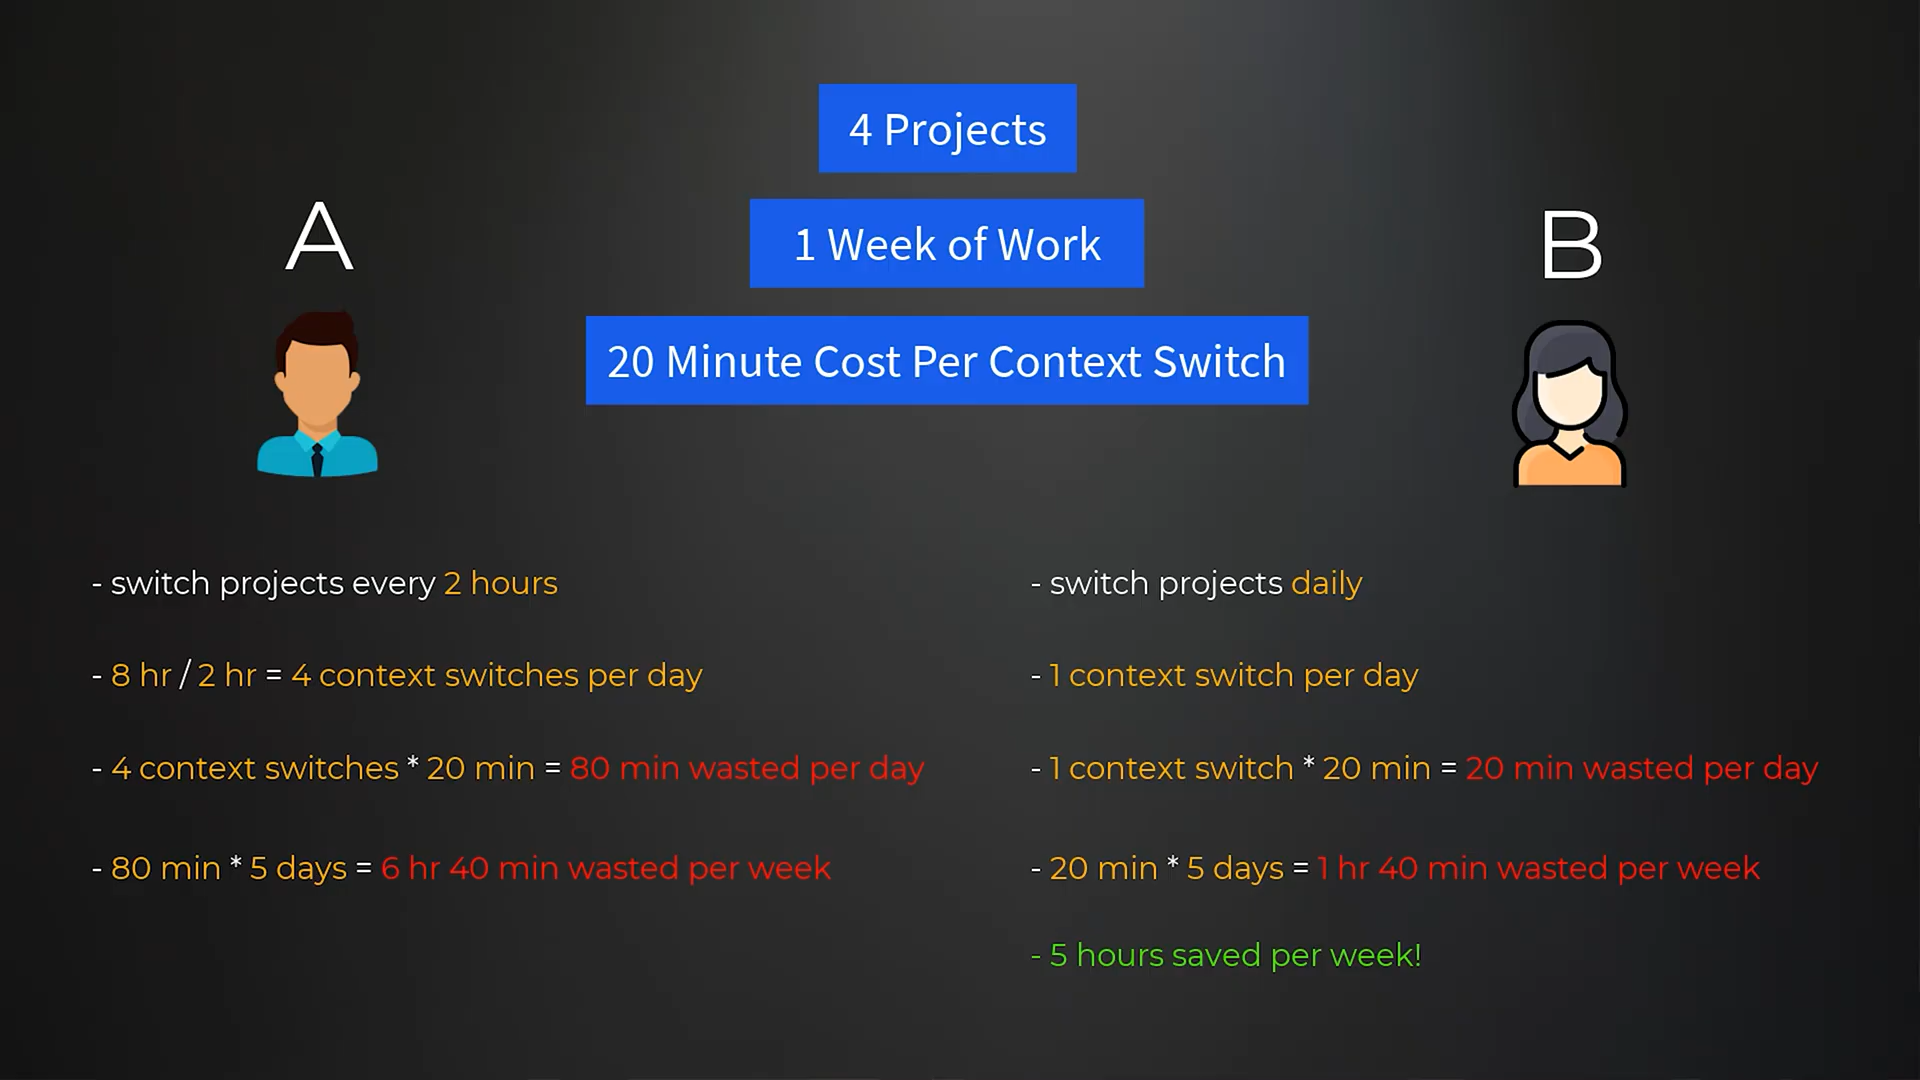 4 Projects
1 Week of Work
20 Minute Cost Per Context Switch
A
- switch projects every 2 hours
- 8 hr / 2 hr = 4 context switches per day
- 4 context switches * 20 min = 80 min wasted per day
- 80 min * 5 days = 6 hr 40 min wasted per week
B
- switch projects daily
- 1 context switch per day
- 1 context switch * 20 min = 20 min wasted per day
- 20 min * 5 days = 1 hr 40 min wasted per week
- 5 hours saved per week!